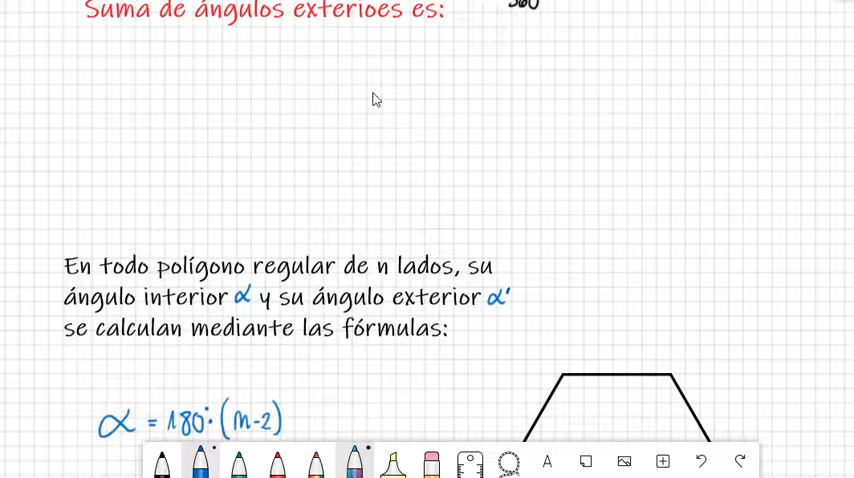 Suma de ángulos exterioes es: 360
En todo polígono regular de n lados, su
ángulo interior α y su ángulo exterior α'
se calculan mediante las fórmulas:
α = 180°·(n-2)
A